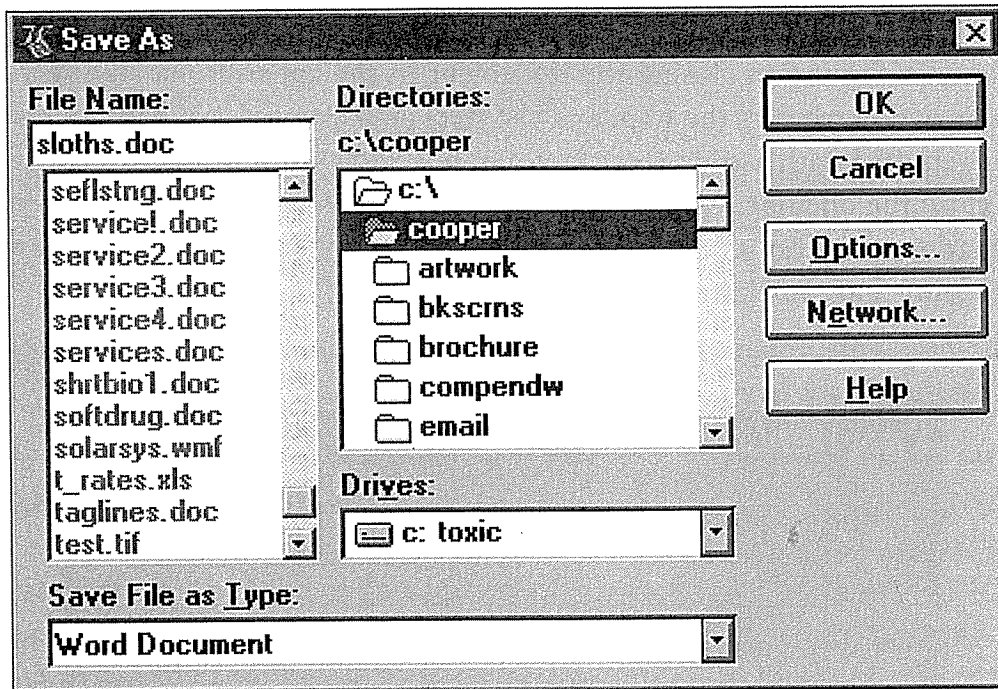 Save As
File Name:
sloths.doc
seflstng.doc
service!.doc
service2.doc
service3.doc
service4.doc
services.doc
shrtbio1.doc
softdrug.doc
solarsys.wmf
t_rates.xls
taglines.doc
test.tif
Directories:
c:\cooper
c:\
cooper
artwork
bkscrns
brochure
compendw
email
Drives:
c: toxic
Save File as Type:
Word Document
OK
Cancel
Options...
Network...
Help